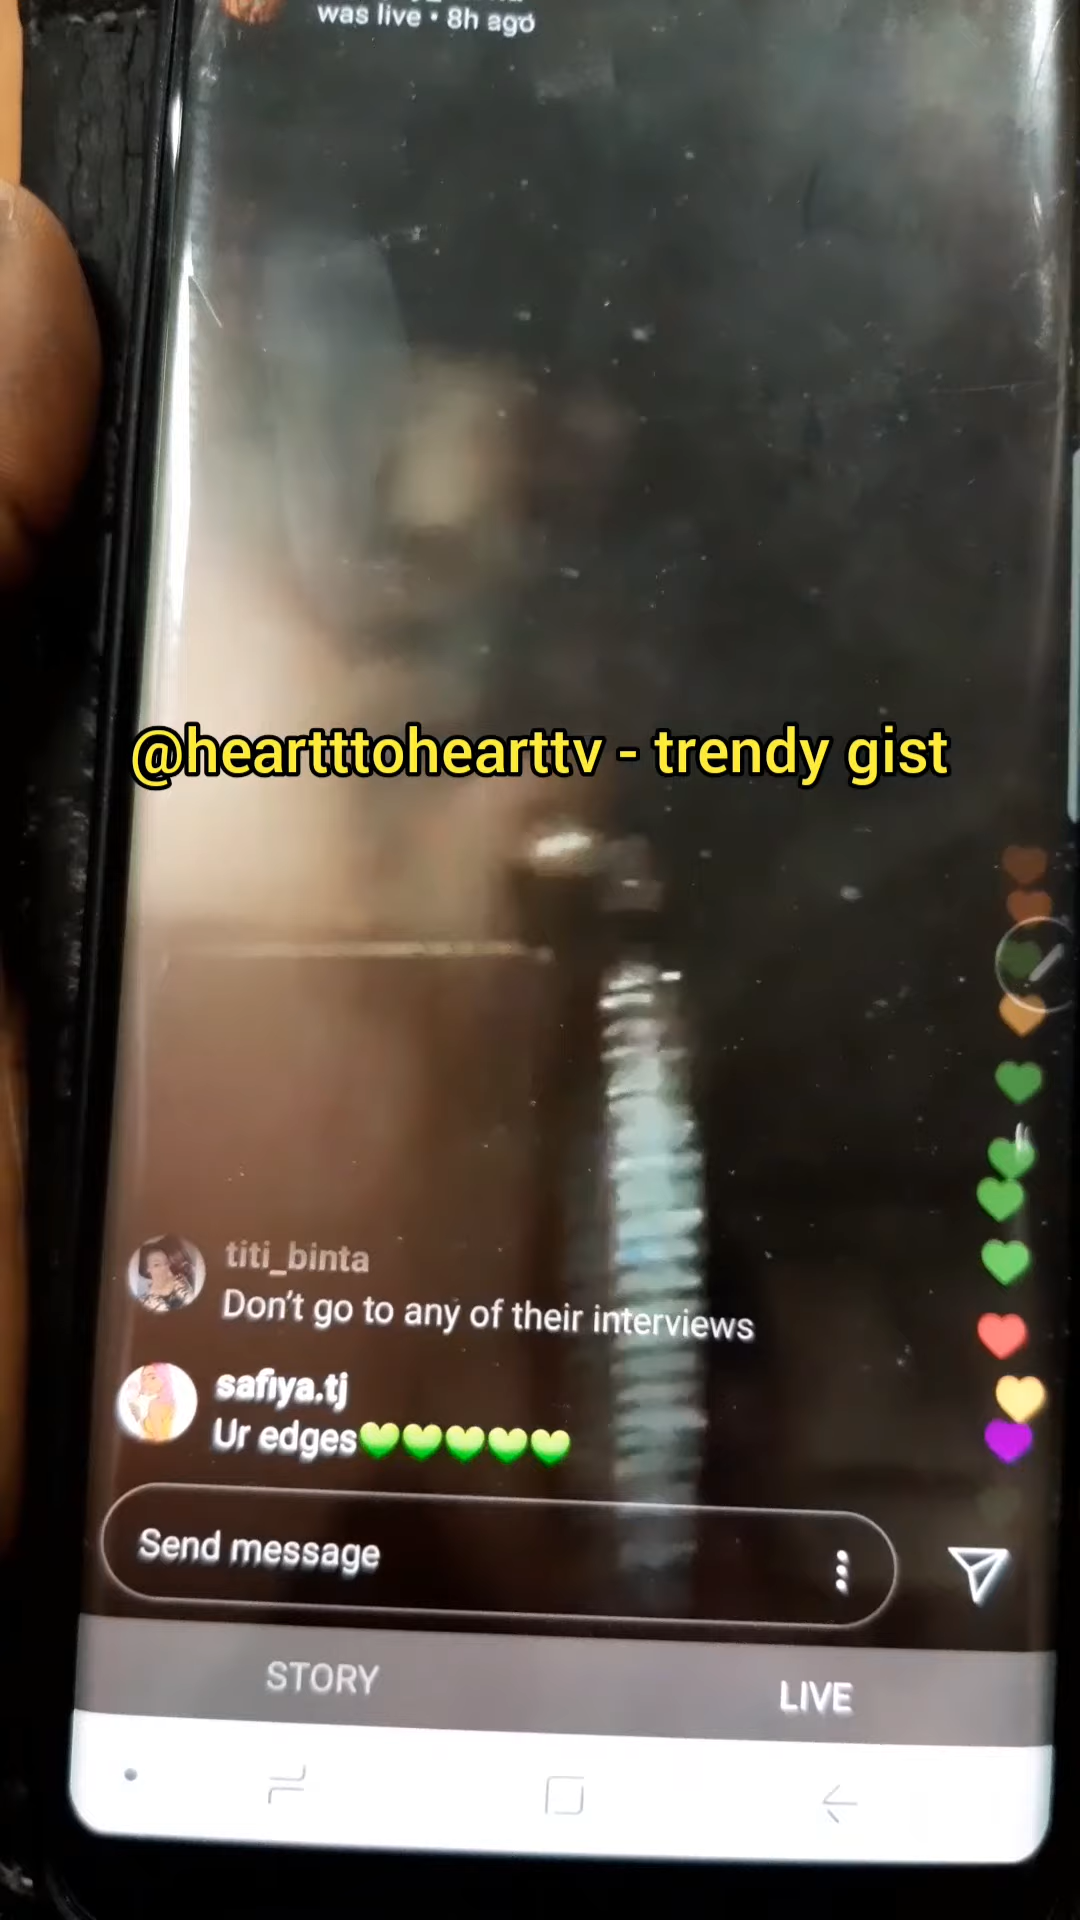 was live • 8h ago
@heartttohearttv - trendy gist
titi_binta
Don't go to any of their interviews
safiya.tj
Ur edges💚💚💚💚💚
Send message
STORY
LIVE